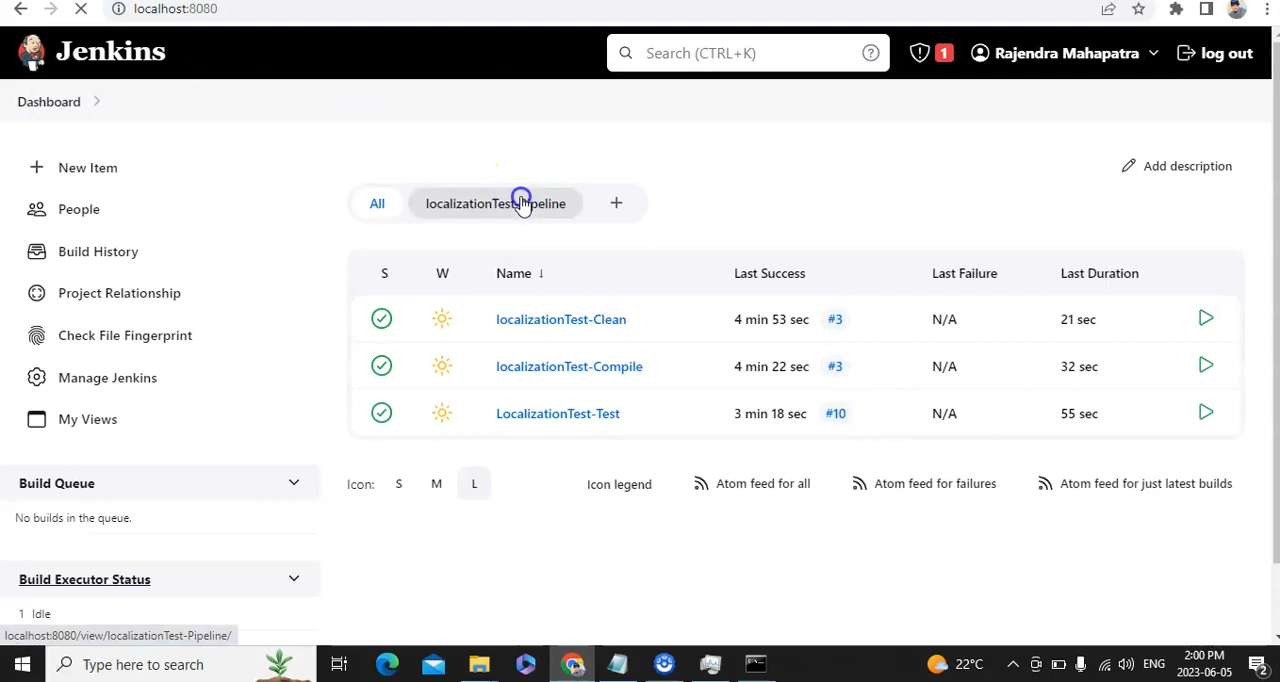 localhost:8080
Jenkins
Search (CTRL+K)
?
1
Rajendra Mahapatra
log out
Dashboard
New Item
People
Build History
Project Relationship
Check File Fingerprint
Manage Jenkins
My Views
Build Queue
No builds in the queue.
Build Executor Status
1 Idle
localhost:8080/view/localizationTest-Pipeline/
Add description
All localizationTest-Pipeline +
S W Name ↓ Last Success Last Failure Last Duration
localizationTest-Clean 4 min 53 sec #3 N/A 21 sec
localizationTest-Compile 4 min 22 sec #3 N/A 32 sec
LocalizationTest-Test 3 min 18 sec #10 N/A 55 sec
Icon: S M L Icon legend Atom feed for all Atom feed for failures Atom feed for just latest builds
Type here to search
22°C
ENG
2:00 PM
2023-06-05
2